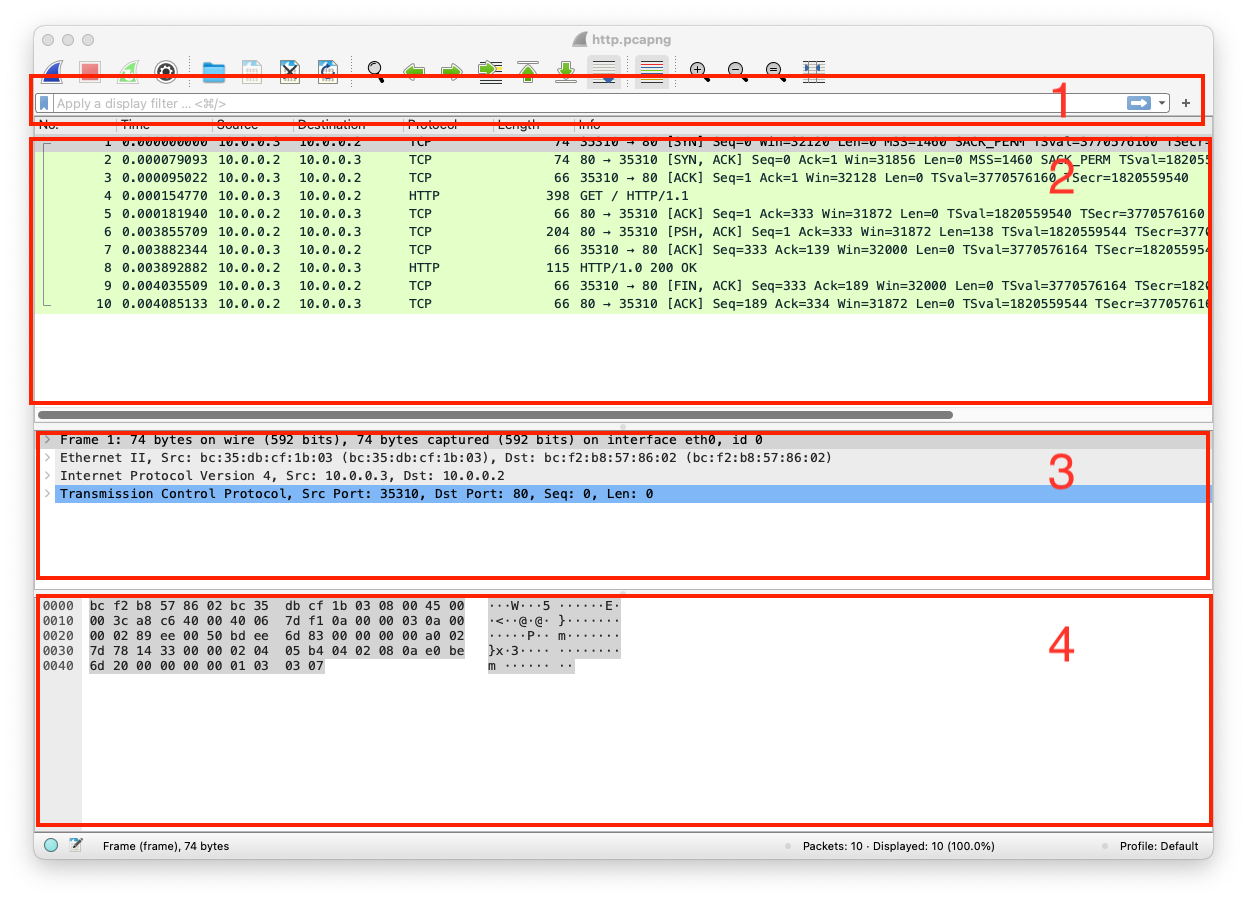 http.pcapng
Apply a display filter ... <⌘/>
1
No. Time Source Destination Protocol Length Info
1 0.000000000 10.0.0.3 10.0.0.2 TCP 74 35310 → 80 [SYN] Seq=0 Win=32120 Len=0 MSS=1460 SACK_PERM TSval=3770576160 TSecr=
2 0.000079093 10.0.0.2 10.0.0.3 TCP 74 80 → 35310 [SYN, ACK] Seq=0 Ack=1 Win=31856 Len=0 MSS=1460 SACK_PERM TSval=182055
2
3 0.000095022 10.0.0.3 10.0.0.2 TCP 66 35310 → 80 [ACK] Seq=1 Ack=1 Win=32128 Len=0 TSval=3770576160 TSecr=1820559540
4 0.000154770 10.0.0.3 10.0.0.2 HTTP 398 GET / HTTP/1.1
5 0.000181940 10.0.0.2 10.0.0.3 TCP 66 80 → 35310 [ACK] Seq=1 Ack=333 Win=31872 Len=0 TSval=1820559540 TSecr=3770576160
6 0.003855709 10.0.0.2 10.0.0.3 TCP 204 80 → 35310 [PSH, ACK] Seq=1 Ack=333 Win=31872 Len=138 TSval=1820559544 TSecr=3770
7 0.003882344 10.0.0.3 10.0.0.2 TCP 66 35310 → 80 [ACK] Seq=333 Ack=139 Win=32000 Len=0 TSval=3770576164 TSecr=182055954
8 0.003892882 10.0.0.2 10.0.0.3 HTTP 115 HTTP/1.0 200 OK
9 0.004035509 10.0.0.3 10.0.0.2 TCP 66 35310 → 80 [FIN, ACK] Seq=333 Ack=189 Win=32000 Len=0 TSval=3770576164 TSecr=1820
10 0.004085133 10.0.0.2 10.0.0.3 TCP 66 80 → 35310 [ACK] Seq=189 Ack=334 Win=31872 Len=0 TSval=1820559544 TSecr=377057616
Frame 1: 74 bytes on wire (592 bits), 74 bytes captured (592 bits) on interface eth0, id 0
Ethernet II, Src: bc:35:db:cf:1b:03 (bc:35:db:cf:1b:03), Dst: bc:f2:b8:57:86:02 (bc:f2:b8:57:86:02)
3
Internet Protocol Version 4, Src: 10.0.0.3, Dst: 10.0.0.2
Transmission Control Protocol, Src Port: 35310, Dst Port: 80, Seq: 0, Len: 0
0000 bc f2 b8 57 86 02 bc 35 db cf 1b 03 08 00 45 00 ···W···5 ······E·
0010 00 3c a8 c6 40 00 40 06 7d f1 0a 00 00 03 0a 00 ·<··@·@· }·······
0020 00 02 89 ee 00 50 bd ee 6d 83 00 00 00 00 a0 02 ·····P·· m·······
0030 7d 78 14 33 00 00 02 04 05 b4 04 02 08 0a e0 be }x·3···· ········
0040 6d 20 00 00 00 00 01 03 03 07 m ······ ··
4
Frame (frame), 74 bytes
Packets: 10 · Displayed: 10 (100.0%)
Profile: Default